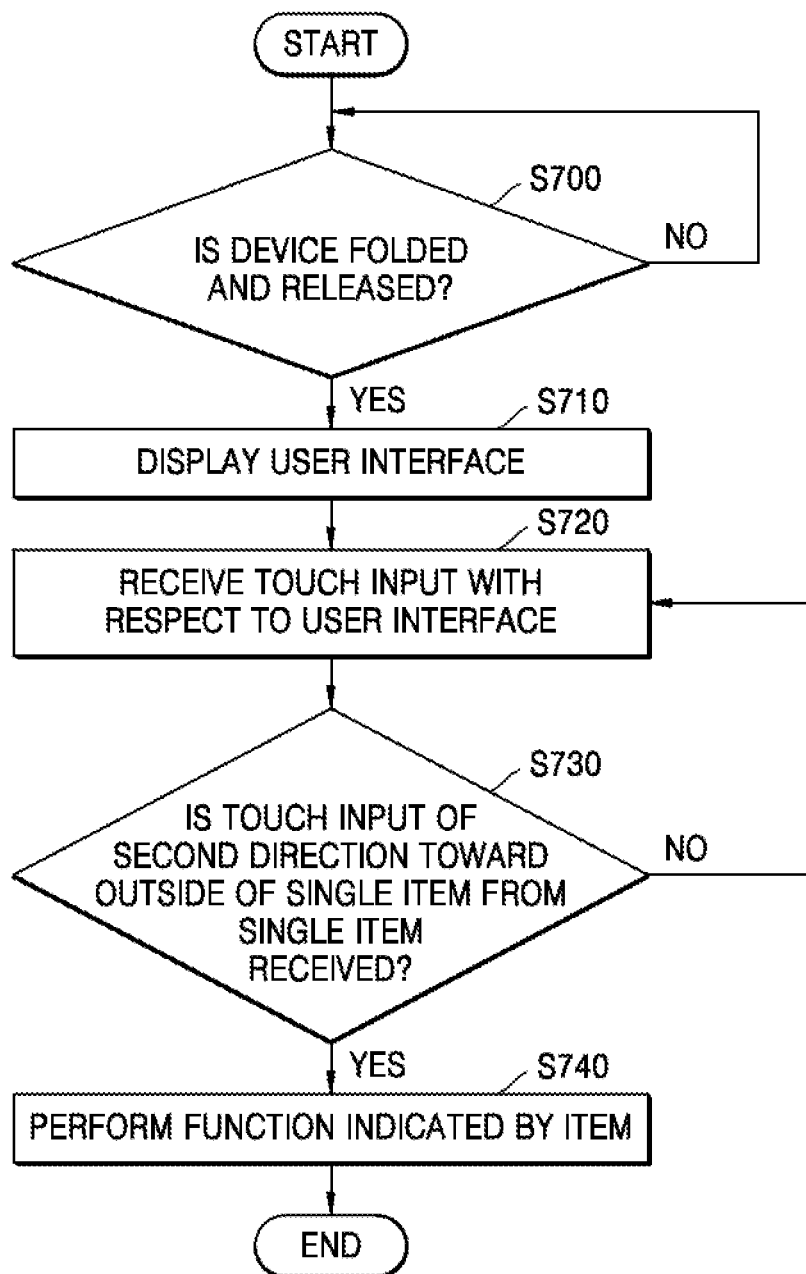 START
S700
IS DEVICE FOLDED
AND RELEASED?
NO
YES
S710
DISPLAY USER INTERFACE
S720
RECEIVE TOUCH INPUT WITH
RESPECT TO USER INTERFACE
S730
IS TOUCH INPUT OF
SECOND DIRECTION TOWARD
OUTSIDE OF SINGLE ITEM FROM
SINGLE ITEM
RECEIVED?
NO
YES
S740
PERFORM FUNCTION INDICATED BY ITEM
END